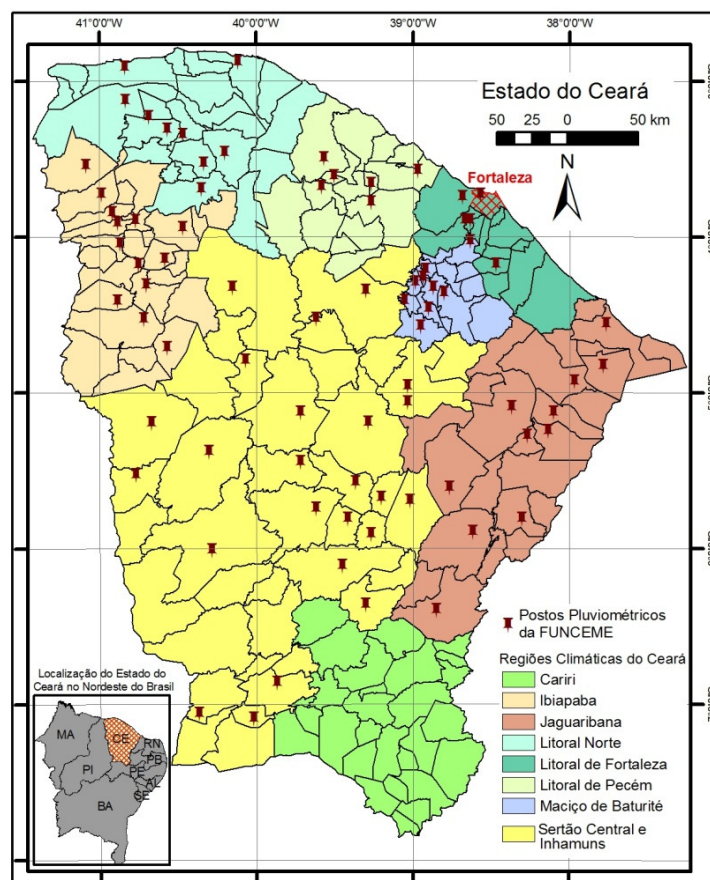 41°0'0"W 40°0'0"W 39°0'0"W 38°0'0"W
Estado do Ceará
50 25 0 50 km
N
Fortaleza
Postos Pluviométricos
da FUNCEME
Regiões Climáticas do Ceará
Cariri
Ibiapaba
Jaguaribana
Litoral Norte
Litoral de Fortaleza
Litoral de Pecém
Maciço de Baturité
Sertão Central e
Inhamuns
Localização do Estado do
Ceará no Nordeste do Brasil
MA
CE
RN
PB
PI
PE
AL
SE
BA